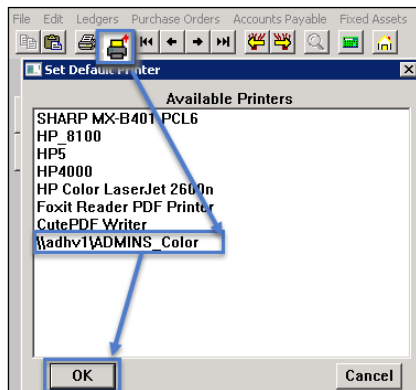 File Edit Ledgers Purchase Orders Accounts Payable Fixed Assets
Set Default Printer
Available Printers
SHARP MX-B401 PCL6
HP_8100
HP5
HP4000
HP Color LaserJet 2600n
Foxit Reader PDF Printer
CutePDF Writer
\\adhv1\ADMINS_Color
OK Cancel